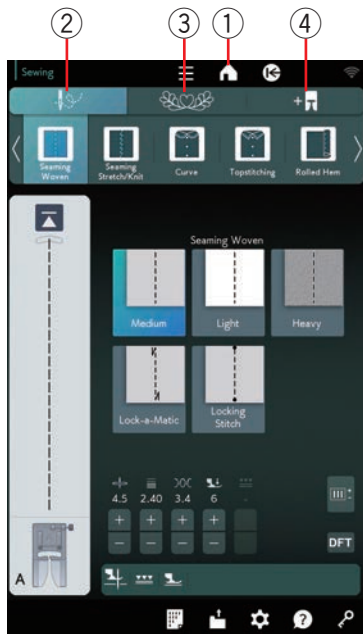 ② ③ ① ④
Sewing
+
Seaming Woven
Seaming Stretch/Knit
Curve
Topstitching
Rolled Hem
Seaming Woven
Medium
Light
Heavy
Lock-a-Matic
Locking Stitch
4.5 2.40 3.4 6 -
+ + + +
− − − −
DFT
A
?